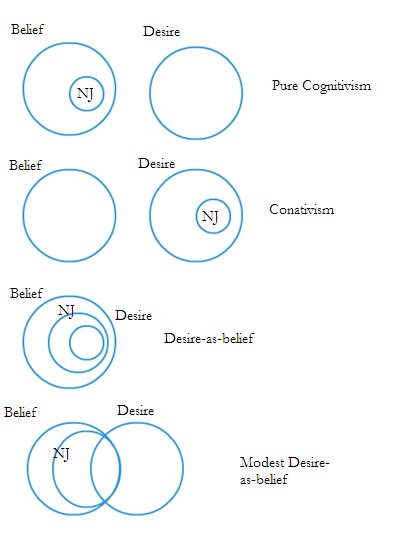 Belief
Desire
NJ
Pure Cognitivism
Belief
Desire
NJ
Conativism
Belief
NJ
Desire
Desire-as-belief
Belief
Desire
NJ
Modest Desire-
as-belief